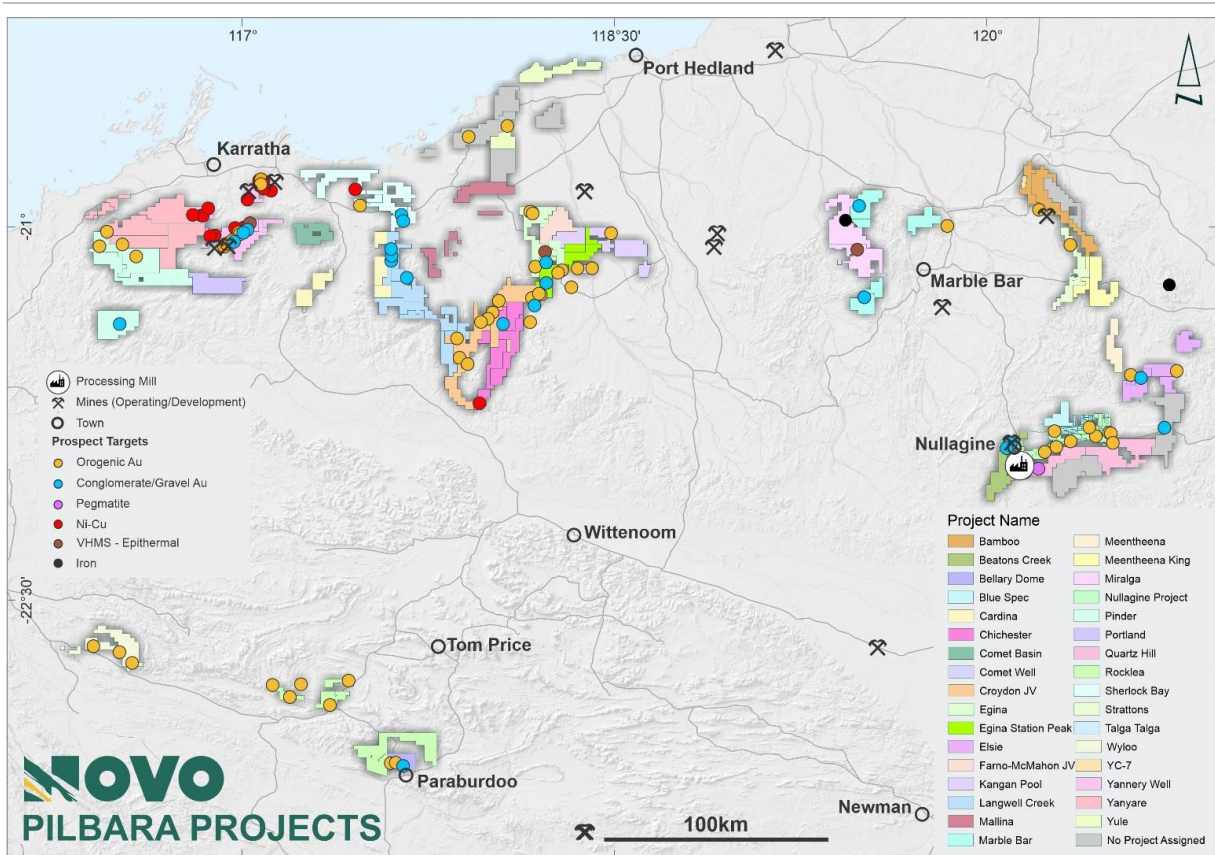 117°
118°30'
120°
Port Hedland
N
Karratha
-21°
Marble Bar
Processing Mill
Mines (Operating/Development)
Town
Prospect Targets
Orogenic Au
Conglomerate/Gravel Au
Pegmatite
Ni-Cu
VHMS - Epithermal
Iron
Nullagine
Wittenoom
-22°30'
Tom Price
Paraburdoo
Newman
100km
Project Name
Bamboo
Beatons Creek
Bellary Dome
Blue Spec
Cardina
Chichester
Comet Basin
Comet Well
Croydon JV
Egina
Egina Station Peak
Elsie
Farno-McMahon JV
Kangan Pool
Langwell Creek
Mallina
Marble Bar
Meentheena
Meentheena King
Miralga
Nullagine Project
Pinder
Portland
Quartz Hill
Rocklea
Sherlock Bay
Strattons
Talga Talga
Wyloo
YC-7
Yannery Well
Yanyare
Yule
No Project Assigned
NOVO
PILBARA PROJECTS